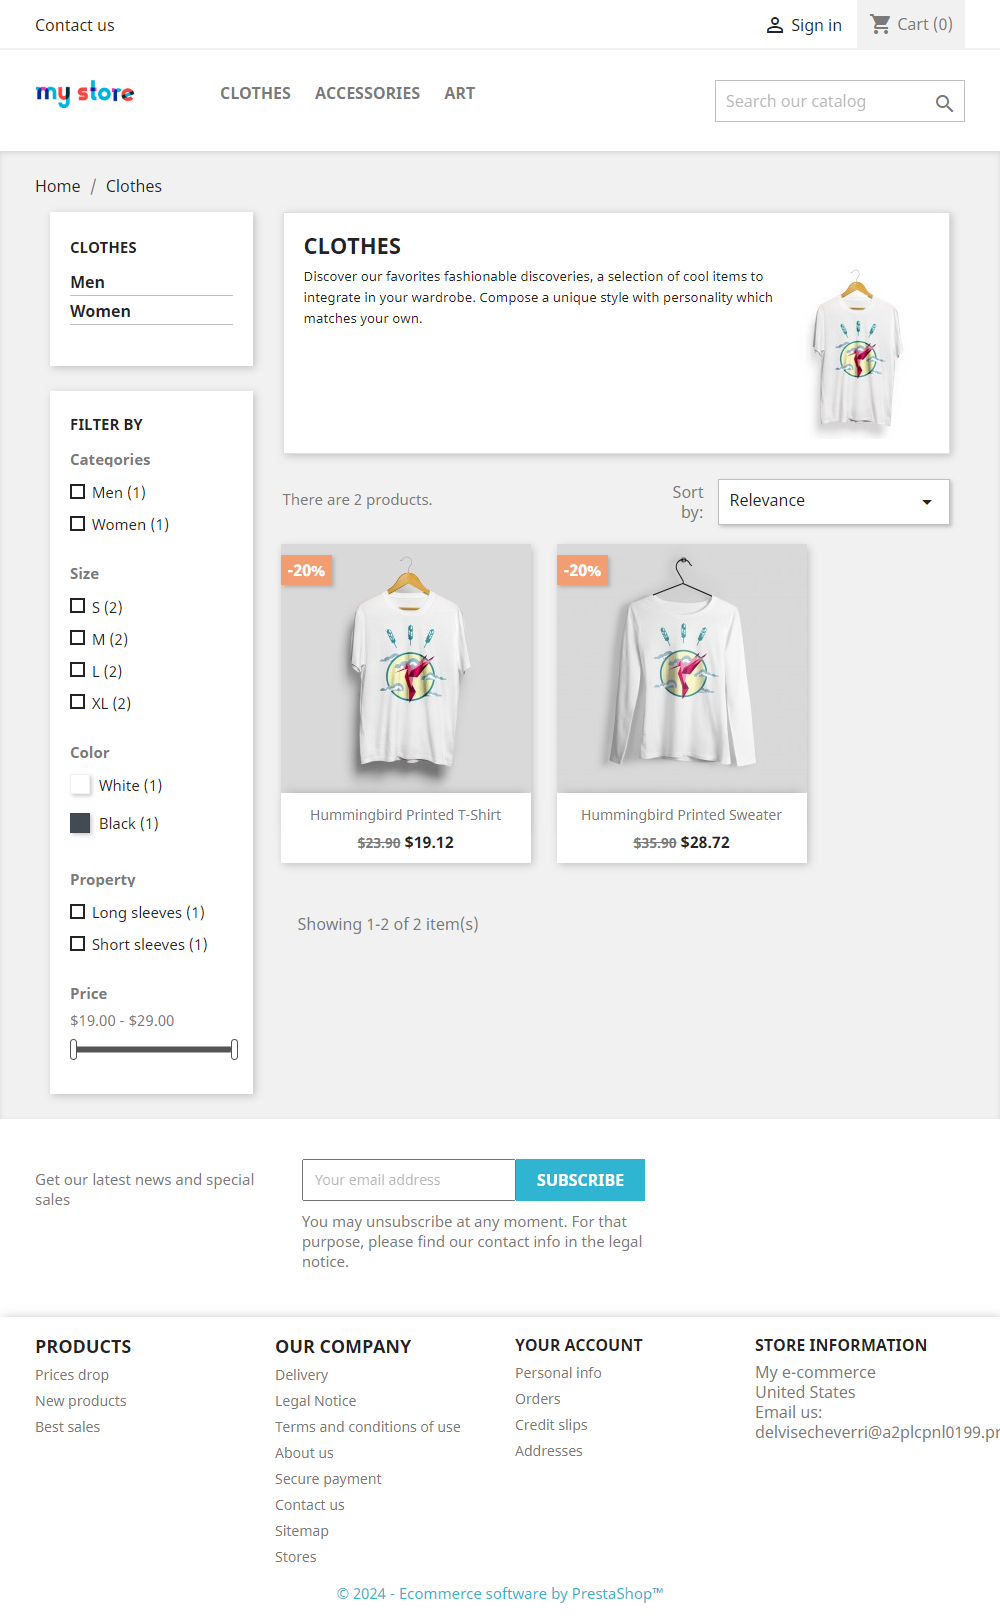 Contact us
Sign in
Cart (0)
my store
CLOTHES
ACCESSORIES
ART
Search our catalog
Home / Clothes
CLOTHES
Men
Women
FILTER BY
Categories
Men (1)
Women (1)
Size
S (2)
M (2)
L (2)
XL (2)
Color
White (1)
Black (1)
Property
Long sleeves (1)
Short sleeves (1)
Price
$19.00 - $29.00
CLOTHES
Discover our favorites fashionable discoveries, a selection of cool items to
integrate in your wardrobe. Compose a unique style with personality which
matches your own.
There are 2 products.
Sort
by:
Relevance
-20%
Hummingbird Printed T-Shirt
$23.90 $19.12
-20%
Hummingbird Printed Sweater
$35.90 $28.72
Showing 1-2 of 2 item(s)
Get our latest news and special
sales
Your email address
SUBSCRIBE
You may unsubscribe at any moment. For that
purpose, please find our contact info in the legal
notice.
PRODUCTS
Prices drop
New products
Best sales
OUR COMPANY
Delivery
Legal Notice
Terms and conditions of use
About us
Secure payment
Contact us
Sitemap
Stores
YOUR ACCOUNT
Personal info
Orders
Credit slips
Addresses
STORE INFORMATION
My e-commerce
United States
Email us:
delvisecheverri@a2plcpnl0199.pr
© 2024 - Ecommerce software by PrestaShop™